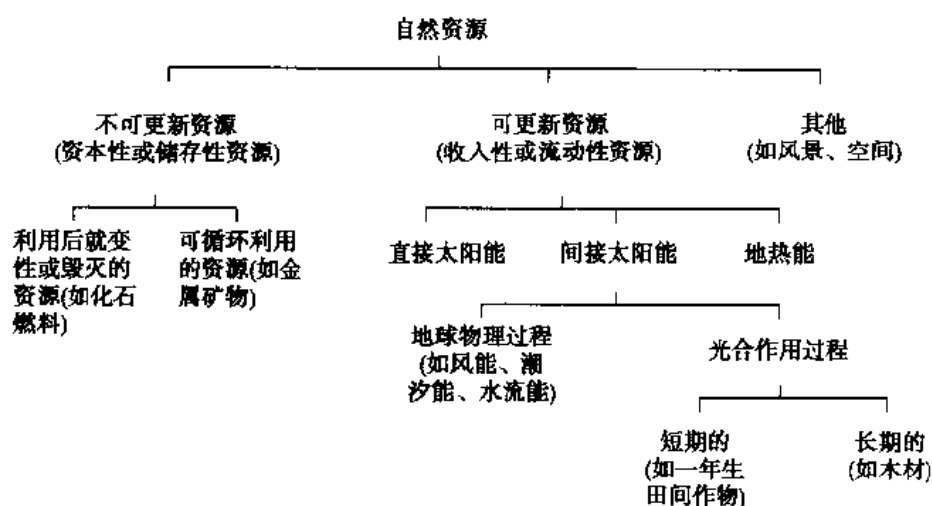 自然资源
不可更新资源
(资本性或储存性资源)
可更新资源
(收入性或流动性资源)
其他
(如风景、空间)
利用后就变
性或毁灭的
资源(如化石
燃料)
可循环利用
的资源(如金
属矿物)
直接太阳能
间接太阳能
地热能
地球物理过程
(如风能、潮
汐能、水流能)
光合作用过程
短期的
(如一年生
田间作物)
长期的
(如木材)